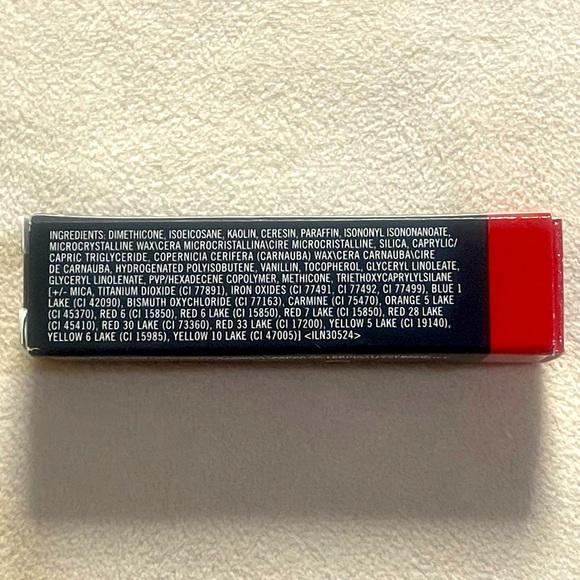 INGREDIENTS: DIMETHICONE, ISOEICOSANE, KAOLIN, CERESIN, PARAFFIN, ISONONYL ISONONANOATE,
MICROCRYSTALLINE WAX\CERA MICROCRISTALLINA\CIRE MICROCRISTALLINE, SILICA, CAPRYLIC/
CAPRIC TRIGLYCERIDE, COPERNICIA CERIFERA (CARNAUBA) WAX\CERA CARNAUBA\CIRE
DE CARNAUBA, HYDROGENATED POLYISOBUTENE, VANILLIN, TOCOPHEROL, GLYCERYL LINOLEATE,
GLYCERYL LINOLENATE, PVP/HEXADECENE COPOLYMER, METHICONE, TRIETHOXYCAPRYLYLSILANE
[+/- MICA, TITANIUM DIOXIDE (CI 77891), IRON OXIDES (CI 77491, CI 77492, CI 77499), BLUE 1
LAKE (CI 42090), BISMUTH OXYCHLORIDE (CI 77163), CARMINE (CI 75470), ORANGE 5 LAKE
(CI 45370), RED 6 (CI 15850), RED 6 LAKE (CI 15850), RED 7 LAKE (CI 15850), RED 28 LAKE
(CI 45410), RED 30 LAKE (CI 73360), RED 33 LAKE (CI 17200), YELLOW 5 LAKE (CI 19140),
YELLOW 6 LAKE (CI 15985), YELLOW 10 LAKE (CI 47005)] <ILN30524>